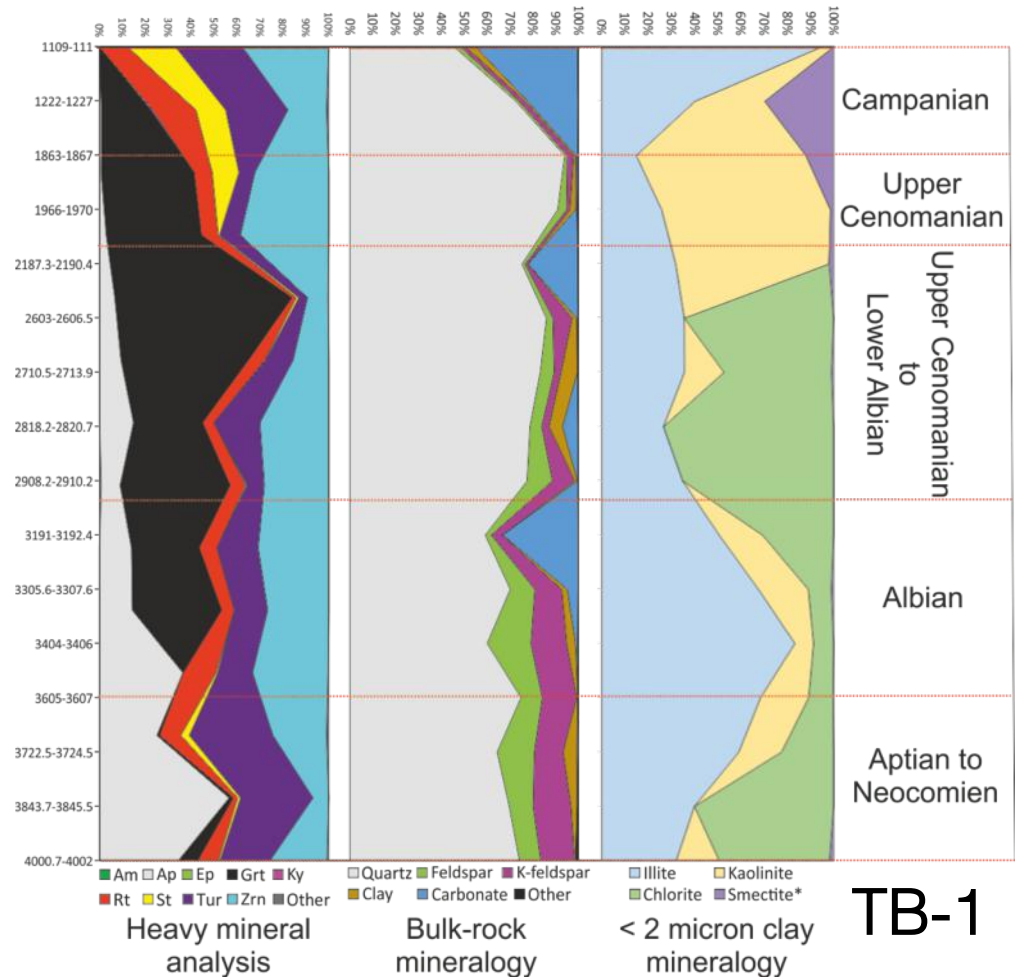 0% 10% 20% 30% 40% 50% 60% 70% 80% 90% 100%
0% 10% 20% 30% 40% 50% 60% 70% 80% 90% 100%
0% 10% 20% 30% 40% 50% 60% 70% 80% 90% 100%
1109-111
1222-1227
1863-1867
1966-1970
2187.3-2190.4
2603-2606.5
2710.5-2713.9
2818.2-2820.7
2908.2-2910.2
3191-3192.4
3305.6-3307.6
3404-3406
3605-3607
3722.5-3724.5
3843.7-3845.5
4000.7-4002
Campanian
Upper
Cenomanian
Upper Cenomanian
to
Lower Albian
Albian
Aptian to
Neocomien
Am Ap Ep Grt Ky
Rt St Tur Zrn Other
Heavy mineral
analysis
Quartz Feldspar K-feldspar
Clay Carbonate Other
Bulk-rock
mineralogy
Illite Kaolinite
Chlorite Smectite*
< 2 micron clay
mineralogy
TB-1